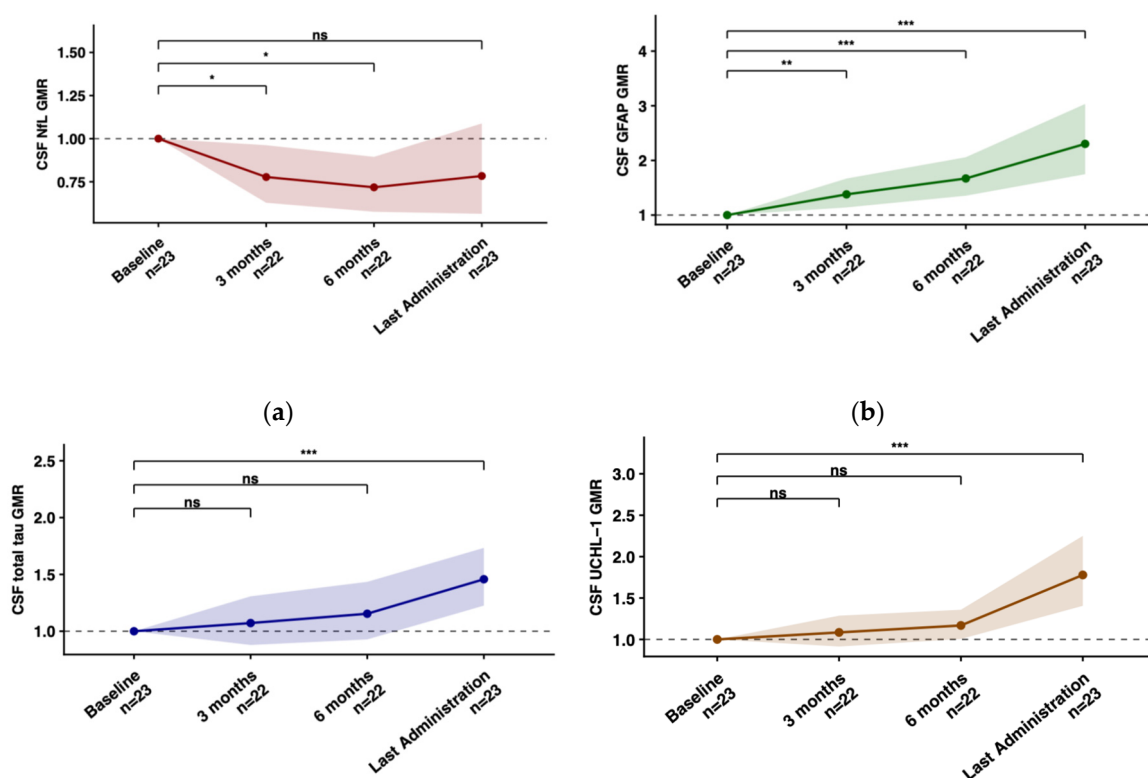 CSF NfL GMR
1.50
1.25
1.00
0.75
ns
*
*
Baseline
n=23
3 months
n=22
6 months
n=22
Last Administration
n=23
CSF GFAP GMR
4
3
2
1
***
***
**
Baseline
n=23
3 months
n=22
6 months
n=22
Last Administration
n=23
(a)
(b)
CSF total tau GMR
2.5
2.0
1.5
1.0
***
ns
ns
Baseline
n=23
3 months
n=22
6 months
n=22
Last Administration
n=23
CSF UCHL-1 GMR
3.0
2.5
2.0
1.5
1.0
***
ns
ns
Baseline
n=23
3 months
n=22
6 months
n=22
Last Administration
n=23